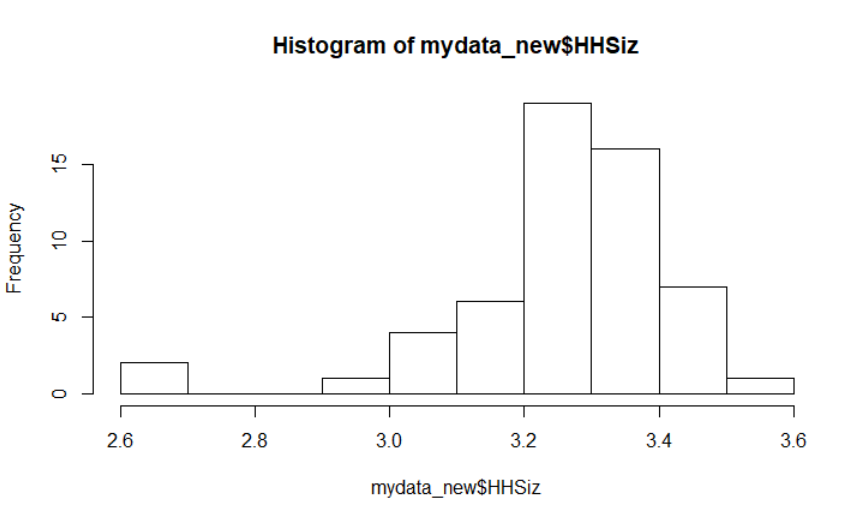 Histogram of mydata_new$HHSiz
Frequency
15
10
5
0
2.6 2.8 3.0 3.2 3.4 3.6
mydata_new$HHSiz